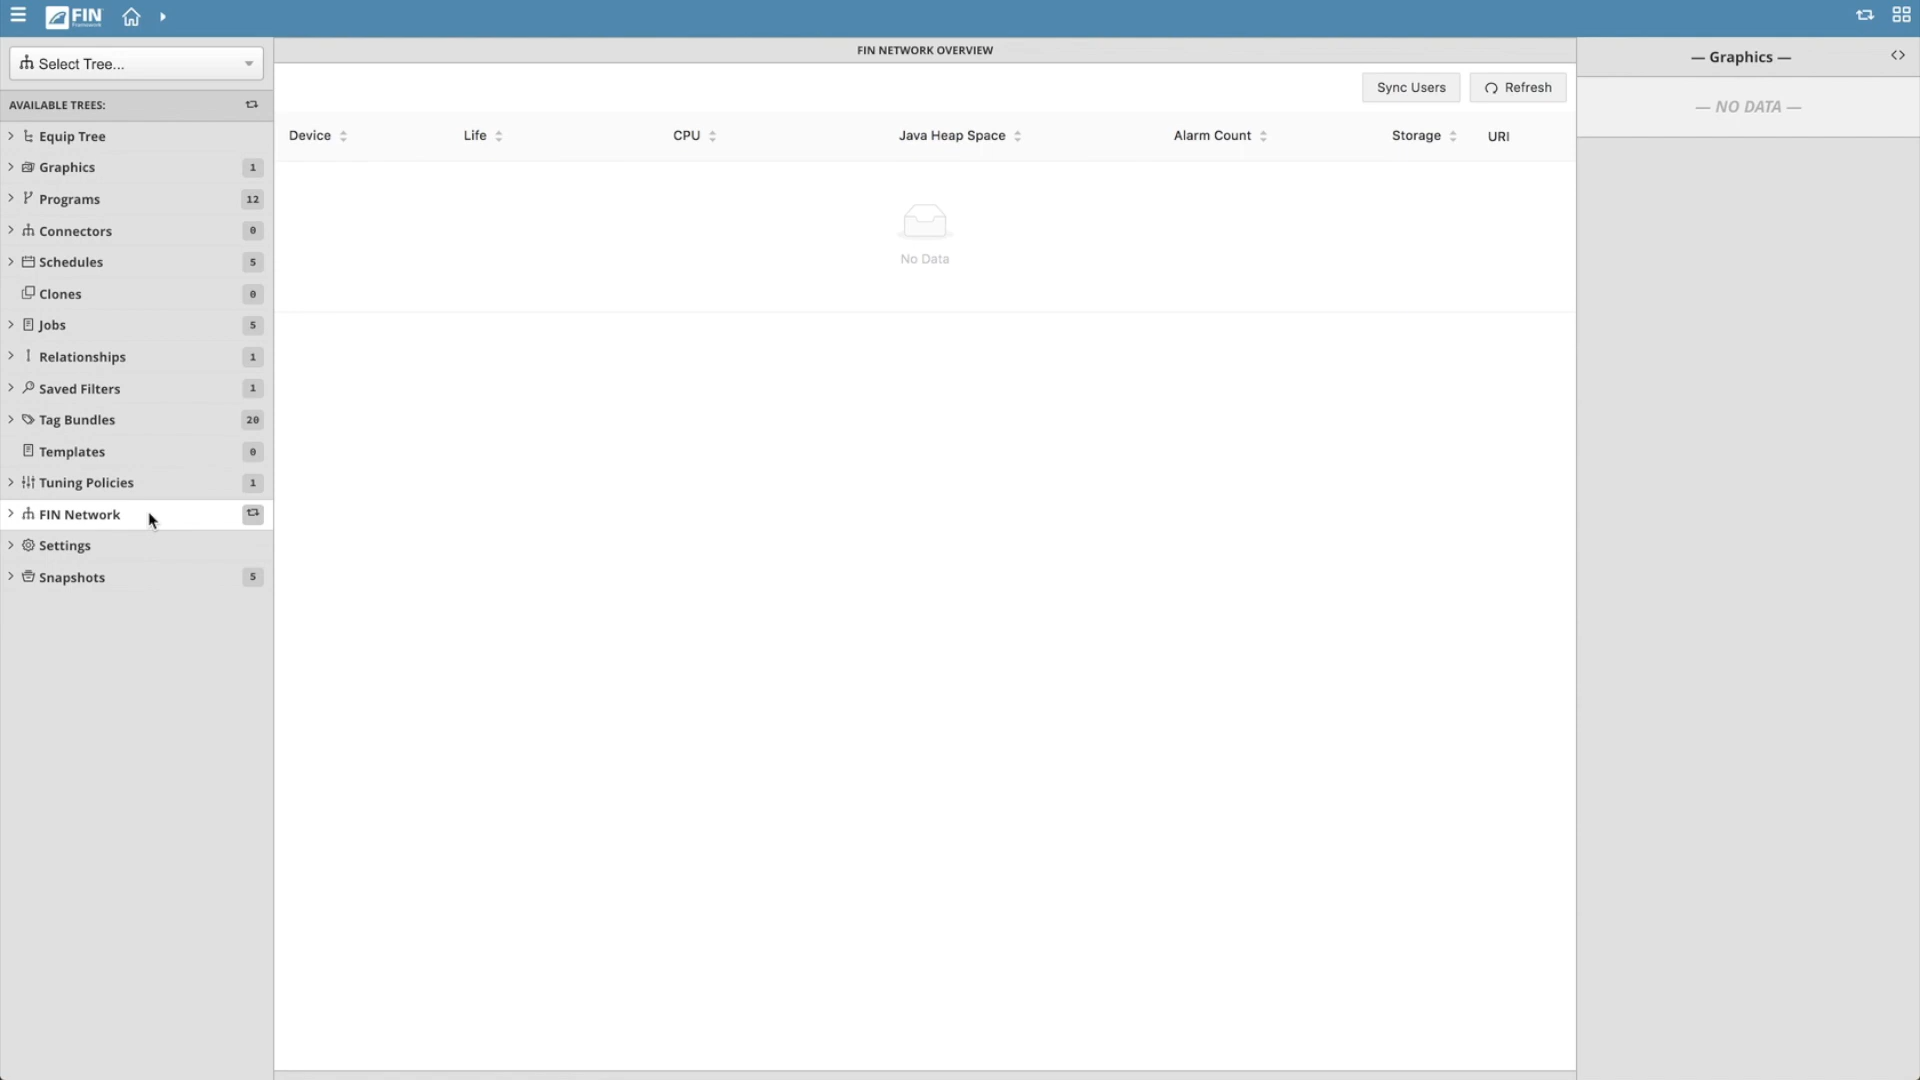 FIN
Framework
Select Tree...
AVAILABLE TREES:
Equip Tree
Graphics 1
Programs 12
Connectors 0
Schedules 5
Clones 0
Jobs 5
Relationships 1
Saved Filters 1
Tag Bundles 20
Templates 0
Tuning Policies 1
FIN Network
Settings
Snapshots 5
FIN NETWORK OVERVIEW
Sync Users Refresh
Device Life CPU Java Heap Space Alarm Count Storage URI
No Data
— Graphics —
— NO DATA —